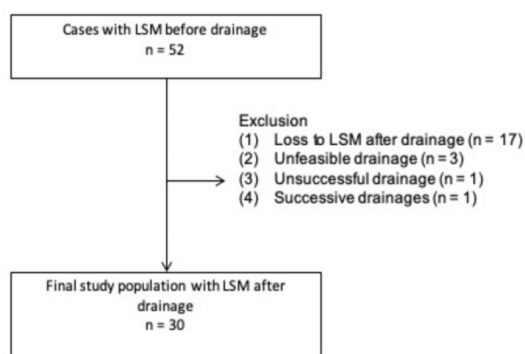 Cases with LSM before drainage
n = 52
Exclusion
(1) Loss to LSM after drainage (n = 17)
(2) Unfeasible drainage (n = 3)
(3) Unsuccessful drainage (n = 1)
(4) Successive drainages (n = 1)
Final study population with LSM after
drainage
n = 30